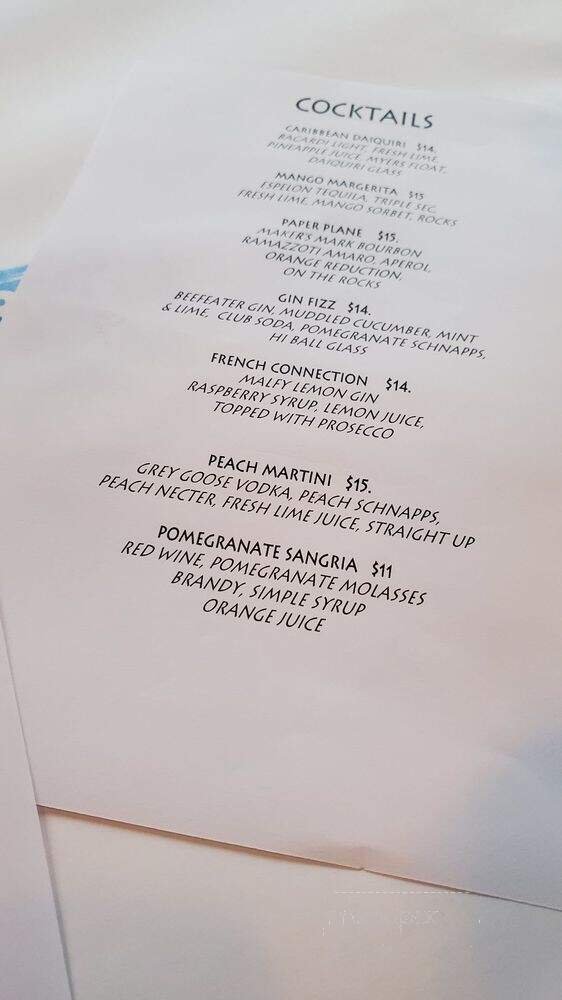 COCKTAILS
CARIBBEAN DAIQUIRI $14.
BACARDI LIGHT, FRESH LIME,
PINEAPPLE JUICE, MYERS FLOAT,
DAIQUIRI GLASS
MANGO MARGERITA $15
ESPELON TEQUILA, TRIPLE SEC,
FRESH LIME, MANGO SORBET, ROCKS
PAPER PLANE $15.
MAKER'S MARK BOURBON
RAMAZZOTI AMARO, APEROL
ORANGE REDUCTION,
ON THE ROCKS
GIN FIZZ $14.
BEEFEATER GIN, MUDDLED CUCUMBER, MINT
& LIME, CLUB SODA, POMEGRANATE SCHNAPPS,
HI BALL GLASS
FRENCH CONNECTION $14.
MALFY LEMON GIN
RASPBERRY SYRUP, LEMON JUICE,
TOPPED WITH PROSECCO
PEACH MARTINI $15.
GREY GOOSE VODKA, PEACH SCHNAPPS,
PEACH NECTER, FRESH LIME JUICE, STRAIGHT UP
POMEGRANATE SANGRIA $11
RED WINE, POMEGRANATE MOLASSES
BRANDY, SIMPLE SYRUP
ORANGE JUICE